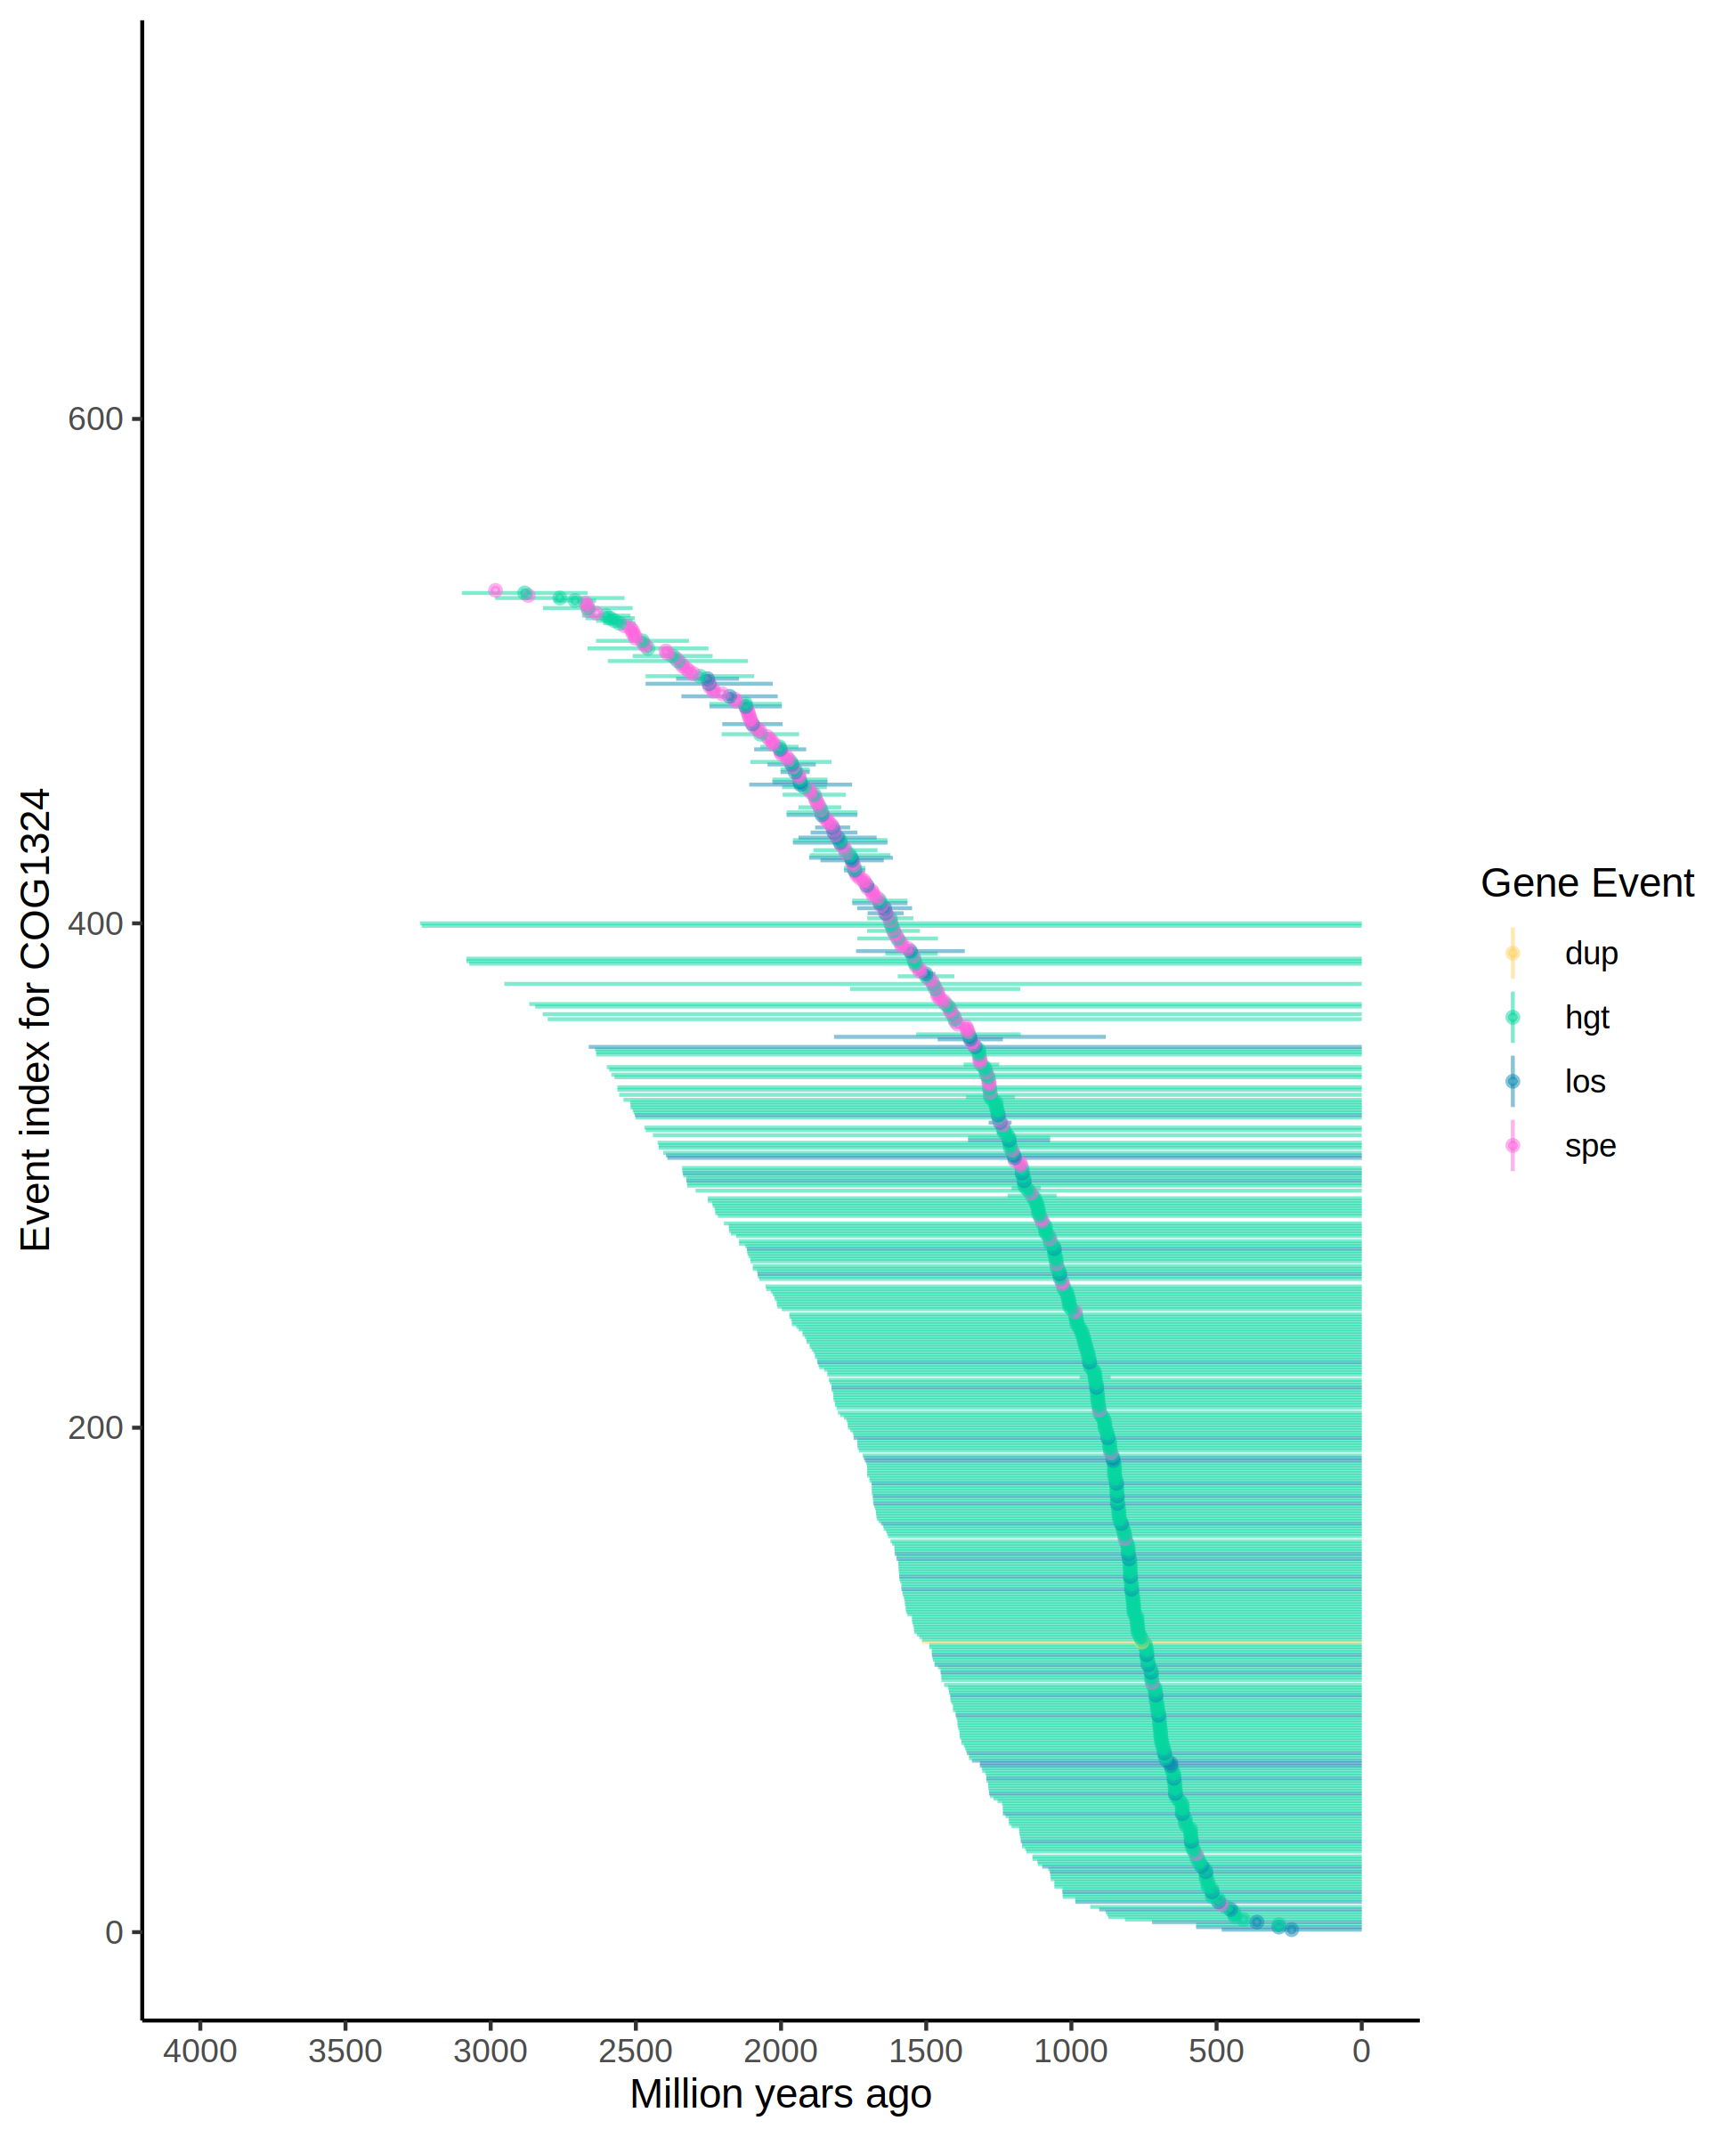 Event index for COG1324
600
400
200
0
4000 3500 3000 2500 2000 1500 1000 500 0
Million years ago
Gene Event
dup
hgt
los
spe